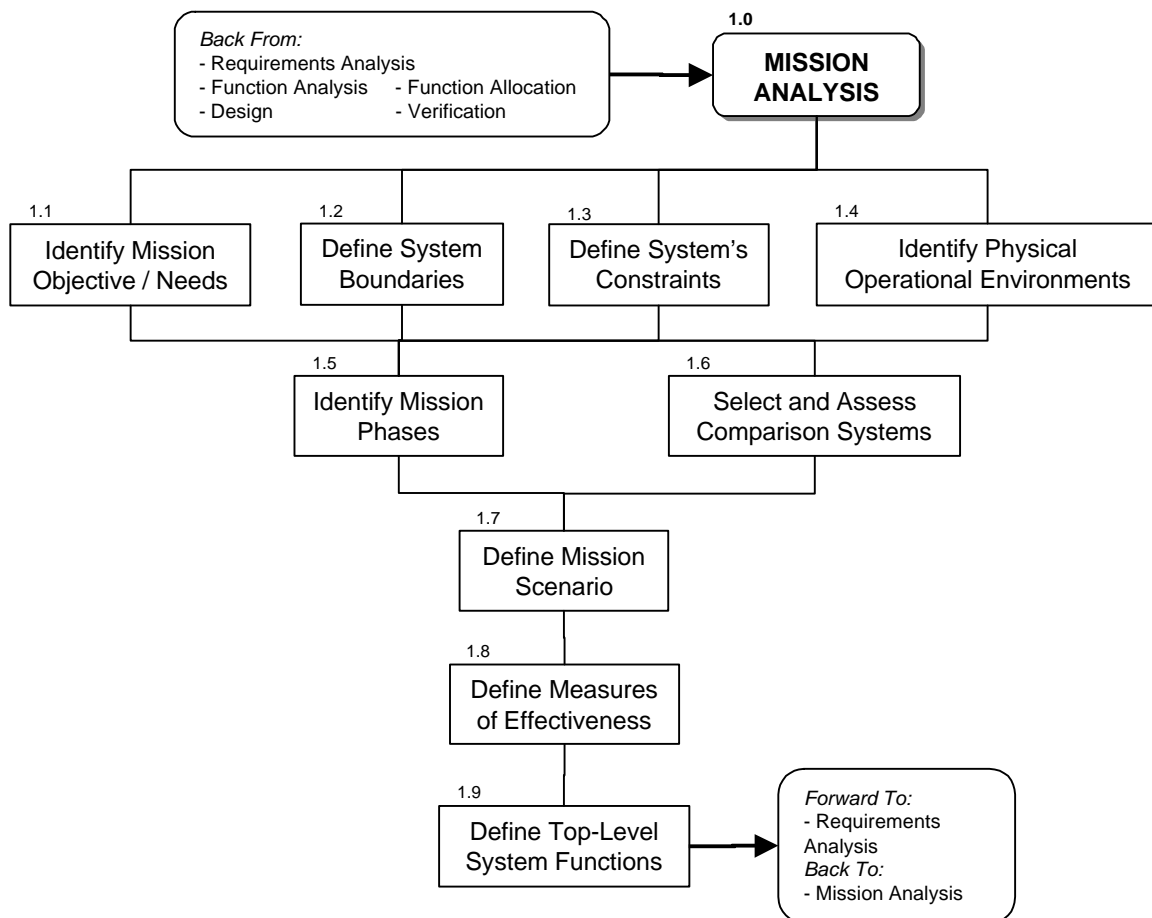 Back From:
- Requirements Analysis
- Function Analysis - Function Allocation
- Design - Verification
1.0
MISSION
ANALYSIS
1.1
Identify Mission
Objective / Needs
1.2
Define System
Boundaries
1.3
Define System’s
Constraints
1.4
Identify Physical
Operational Environments
1.5
Identify Mission
Phases
1.6
Select and Assess
Comparison Systems
1.7
Define Mission
Scenario
1.8
Define Measures
of Effectiveness
1.9
Define Top-Level
System Functions
Forward To:
- Requirements
Analysis
Back To:
- Mission Analysis